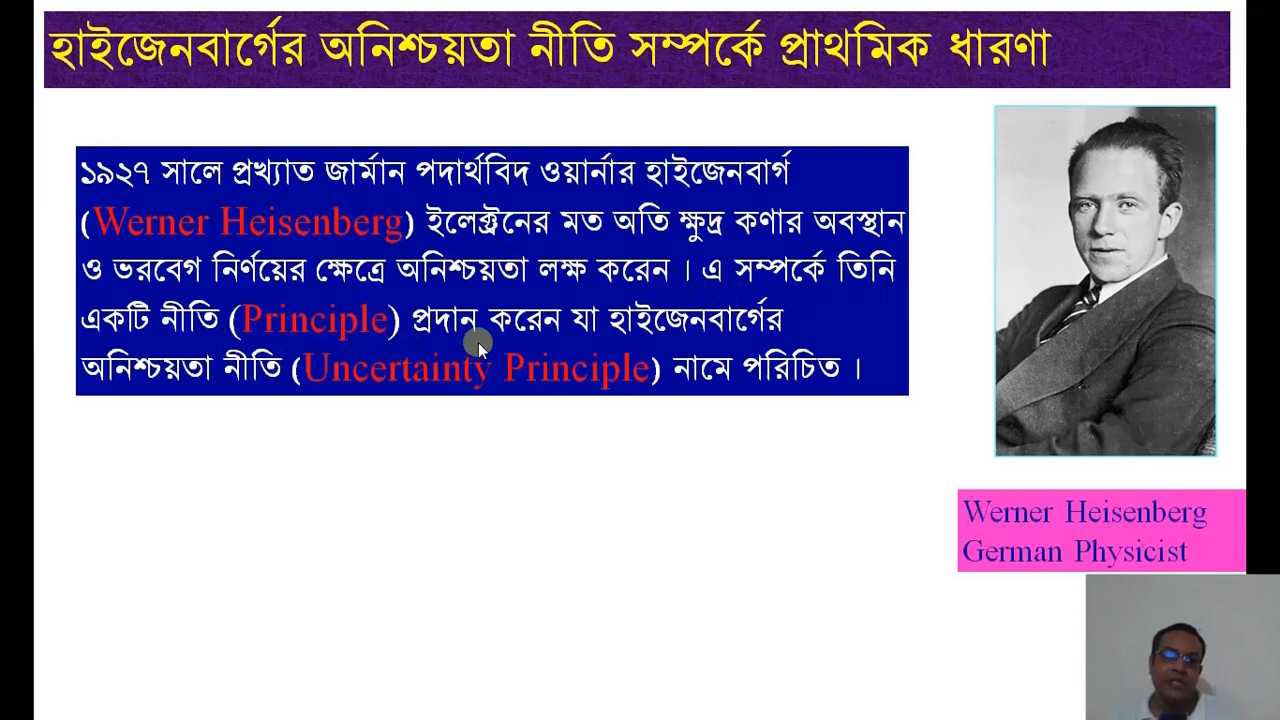 হাইজেনবার্গের অনিশ্চয়তা নীতি সম্পর্কে প্রাথমিক ধারণা
১৯২৭ সালে প্রখ্যাত জার্মান পদার্থবিদ ওয়ার্নার হাইজেনবার্গ
(Werner Heisenberg) ইলেক্ট্রনের মত অতি ক্ষুদ্র কণার অবস্থান
ও ভরবেগ নির্ণয়ের ক্ষেত্রে অনিশ্চয়তা লক্ষ করেন । এ সম্পর্কে তিনি
একটি নীতি (Principle) প্রদান করেন যা হাইজেনবার্গের
অনিশ্চয়তা নীতি (Uncertainty Principle) নামে পরিচিত ।
Werner Heisenberg
German Physicist